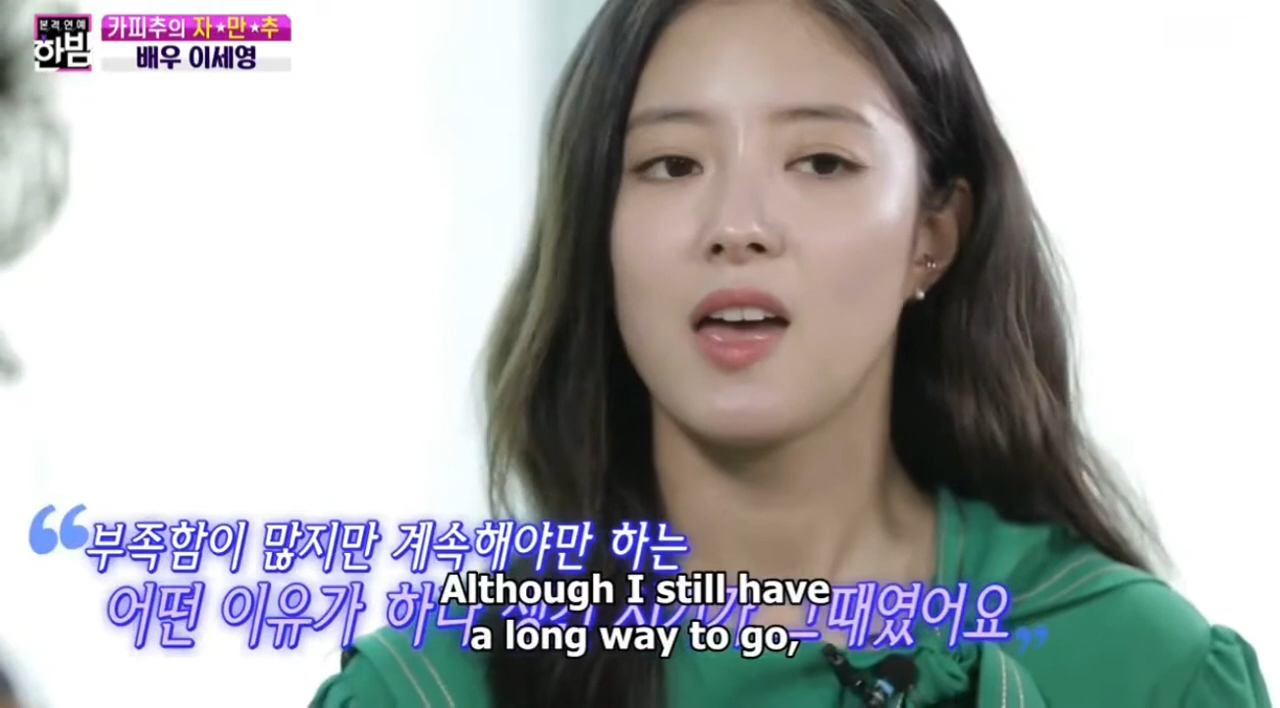 본격연예
한밤
카피추의 자★만★추
배우 이세영
“부족함이 많지만 계속해야만 하는
어떤 이유가 하나 그때였어요”
Although I still have
a long way to go,